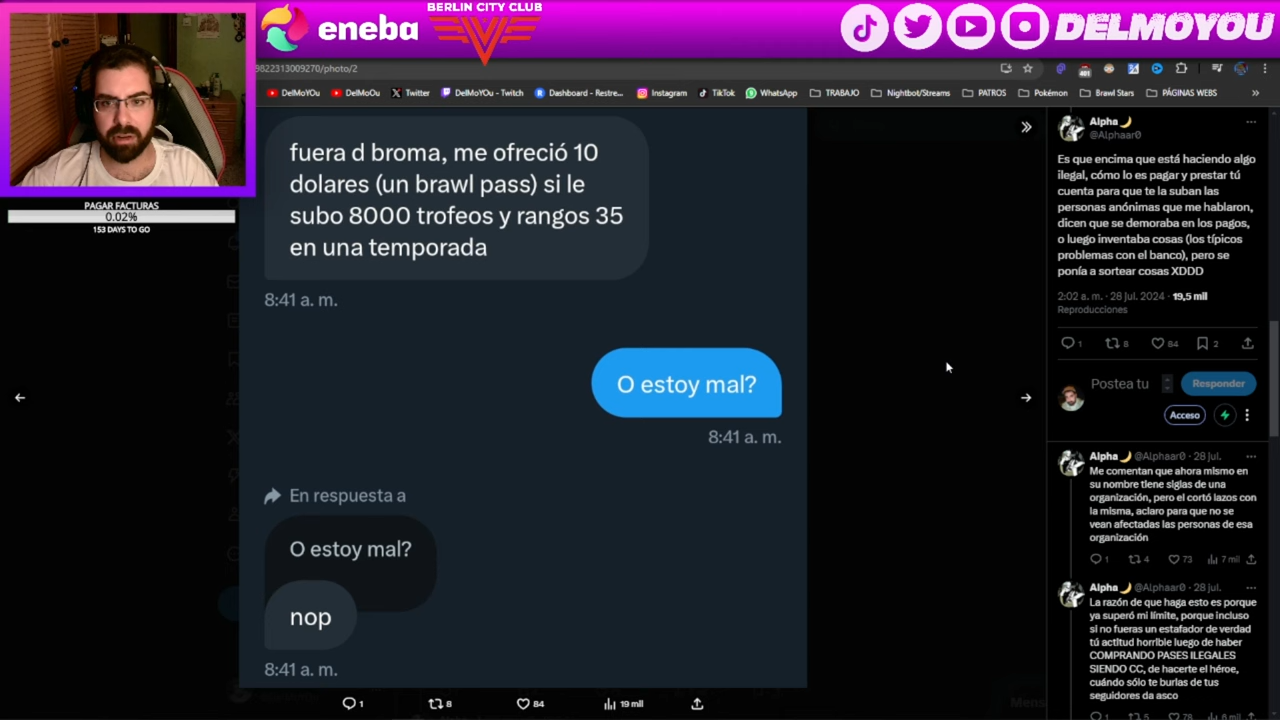 eneba
BERLIN CITY CLUB
DELMOYOU
9822313009270/photo/2
DelMoYOu
DelMoOu
Twitter
DelMoYOu - Twitch
Dashboard - Restre...
Instagram
TikTok
WhatsApp
TRABAJO
Nightbot/Streams
PATROS
Pokémon
Brawl Stars
PÁGINAS WEBS
PAGAR FACTURAS
0.02%
153 DAYS TO GO
fuera d broma, me ofreció 10
dolares (un brawl pass) si le
subo 8000 trofeos y rangos 35
en una temporada
8:41 a. m.
O estoy mal?
8:41 a. m.
En respuesta a
O estoy mal?
nop
8:41 a. m.
1
8
84
19 mil
Alpha
@Alphaar0
Es que encima que está haciendo algo
ilegal, cómo lo es pagar y prestar tú
cuenta para que te la suban las
personas anónimas que me hablaron,
dicen que se demoraba en los pagos,
o luego inventaba cosas (los típicos
problemas con el banco), pero se
ponía a sortear cosas XDDD
2:02 a. m. · 28 jul. 2024 · 19,5 mil
Reproducciones
1
8
84
2
Postea tu
Responder
Acceso
Alpha @Alphaar0 · 28 jul.
Me comentan que ahora mismo en
su nombre tiene siglas de una
organización, pero el cortó lazos con
la misma, aclaro para que no se
vean afectadas las personas de esa
organización
1
4
73
7 mil
Alpha @Alphaar0 · 28 jul.
La razón de que haga esto es porque
ya superó mi límite, porque incluso
si no fueras un estafador de verdad
tú actitud horrible luego de haber
COMPRANDO PASES ILEGALES
SIENDO CC, de hacerte el héroe,
cuándo sólo te burlas de tus
seguidores da asco
1
5
78
6 mil
Mens